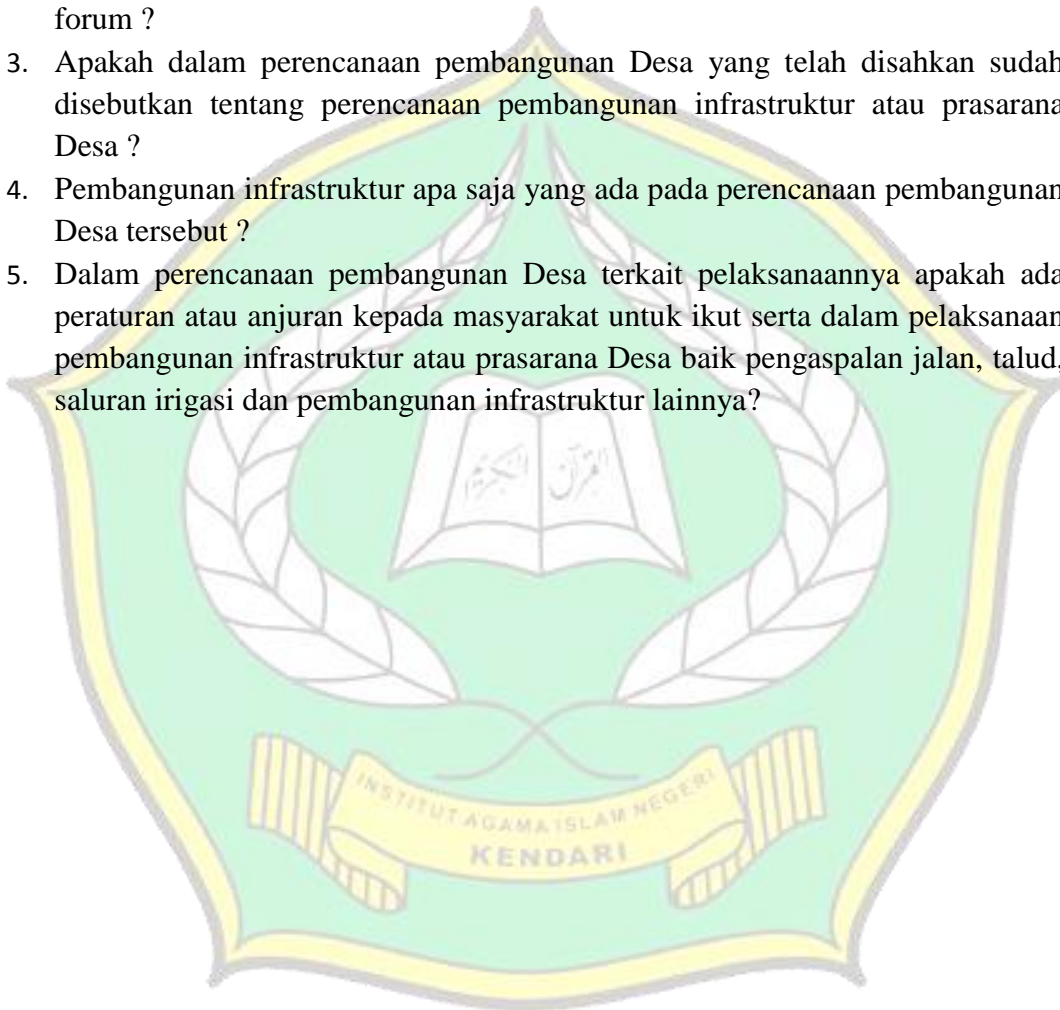 forum ?
3. Apakah dalam perencanaan pembangunan Desa yang telah disahkan sudah
disebutkan tentang perencanaan pembangunan infrastruktur atau prasarana
Desa ?
4. Pembangunan infrastruktur apa saja yang ada pada perencanaan pembangunan
Desa tersebut ?
5. Dalam perencanaan pembangunan Desa terkait pelaksanaannya apakah ada
peraturan atau anjuran kepada masyarakat untuk ikut serta dalam pelaksanaan
pembangunan infrastruktur atau prasarana Desa baik pengaspalan jalan, talud,
saluran irigasi dan pembangunan infrastruktur lainnya?
القرآن الكريم
INSTITUT AGAMA ISLAM NEGERI
KENDARI